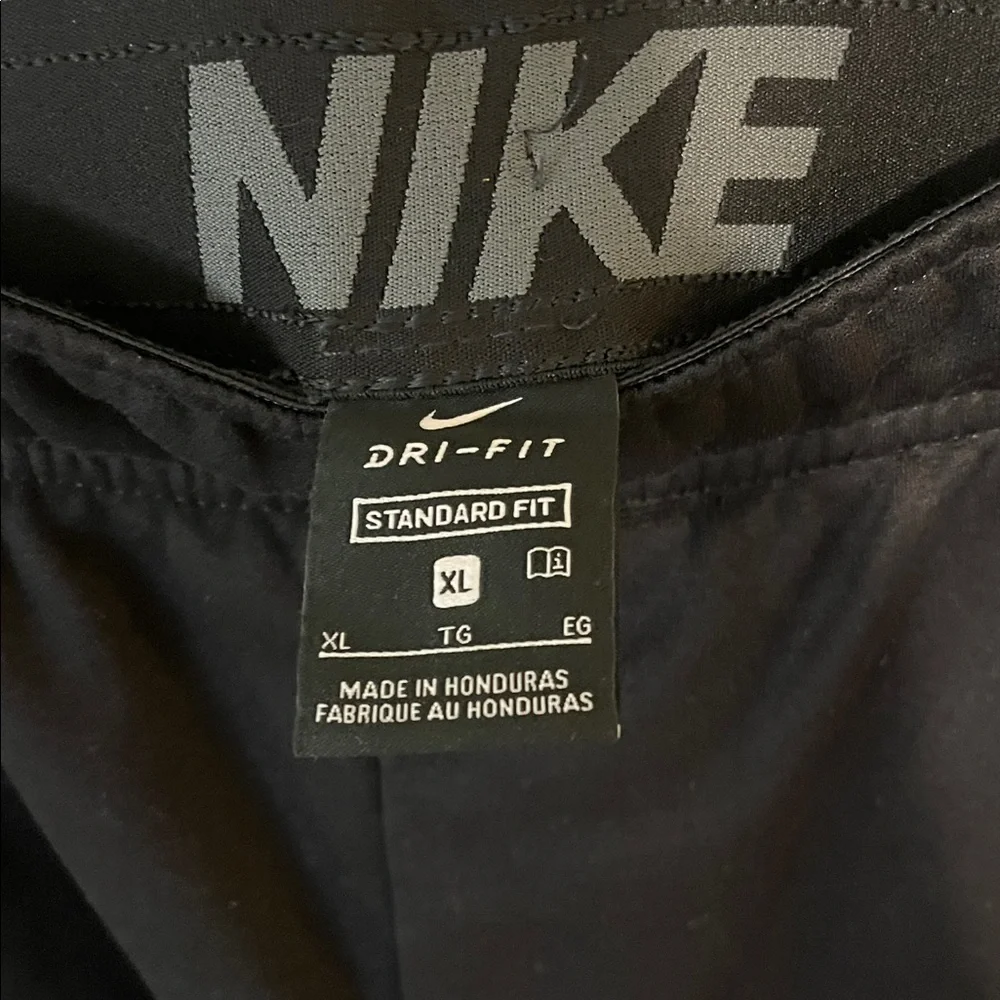 NIKE
DRI-FIT
STANDARD FIT
XL
XL TG EG
MADE IN HONDURAS
FABRIQUE AU HONDURAS